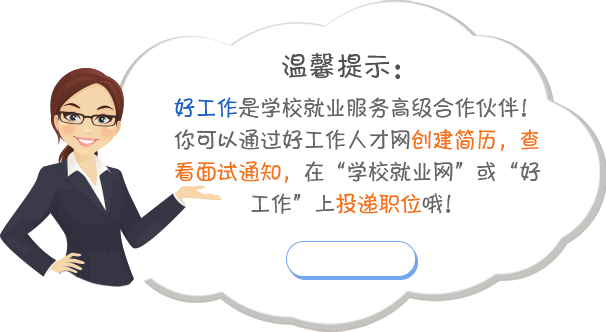 温馨提示：
好工作是学校就业服务高级合作伙伴！
你可以通过好工作人才网创建简历，查
看面试通知，在“学校就业网”或“好
工作”上投递职位哦！